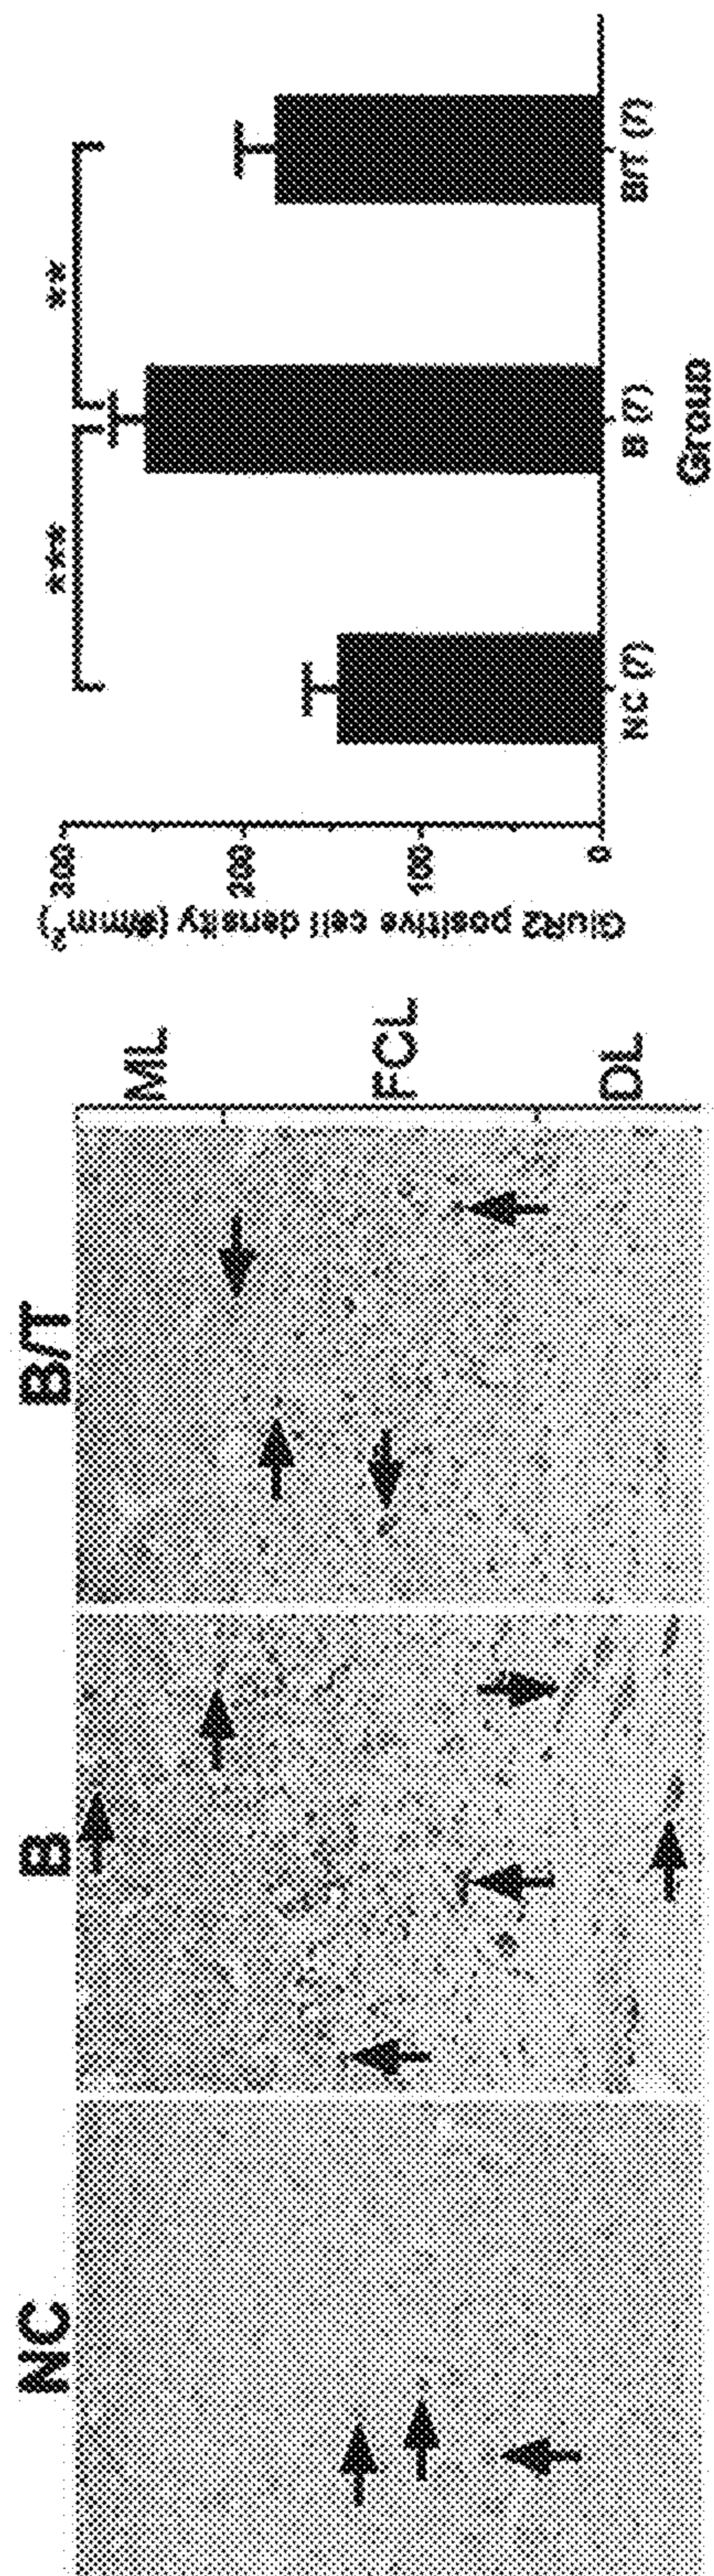 NC
B
B/T
ML
FCL
DL
GluR2 positive cell density (#/mm²)
300
200
100
0
***
**
NC (7)
B (7)
B/T (7)
Group